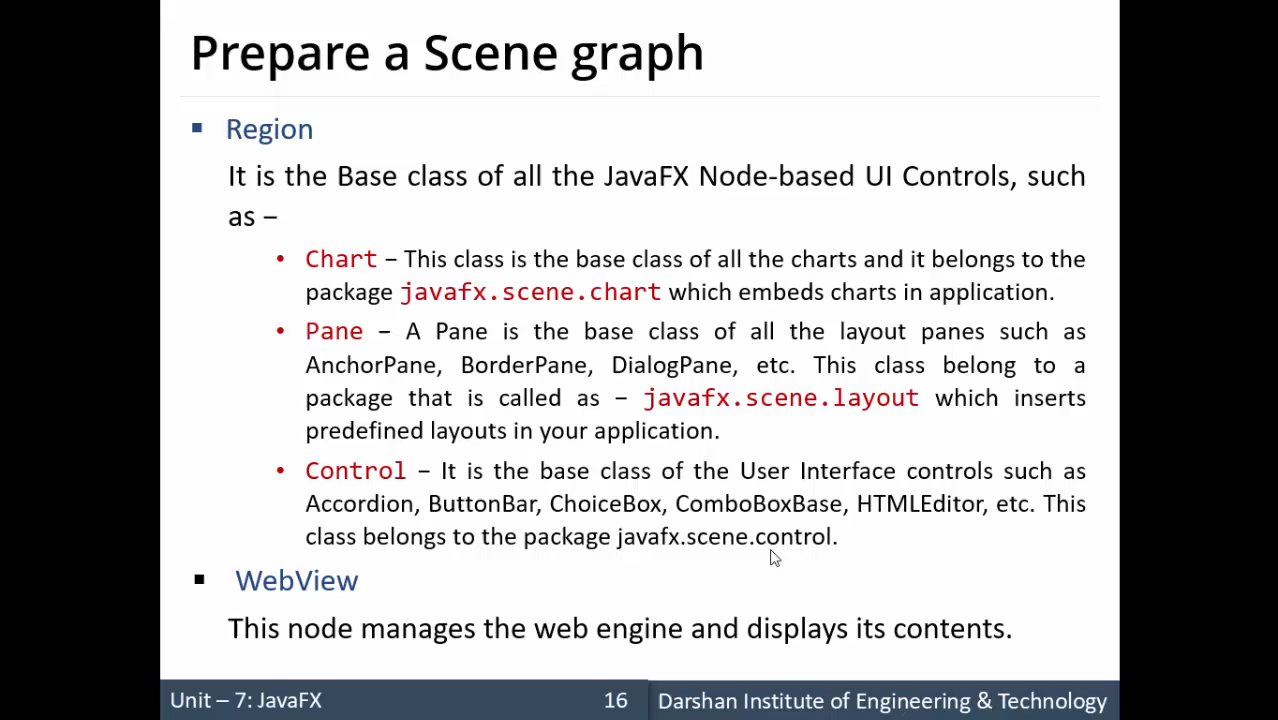 Prepare a Scene graph
▪ Region
It is the Base class of all the JavaFX Node-based UI Controls, such
as –
• Chart – This class is the base class of all the charts and it belongs to the
package javafx.scene.chart which embeds charts in application.
• Pane – A Pane is the base class of all the layout panes such as
AnchorPane, BorderPane, DialogPane, etc. This class belong to a
package that is called as – javafx.scene.layout which inserts
predefined layouts in your application.
• Control – It is the base class of the User Interface controls such as
Accordion, ButtonBar, ChoiceBox, ComboBoxBase, HTMLEditor, etc. This
class belongs to the package javafx.scene.control.
▪ WebView
This node manages the web engine and displays its contents.
Unit – 7: JavaFX 16 Darshan Institute of Engineering & Technology